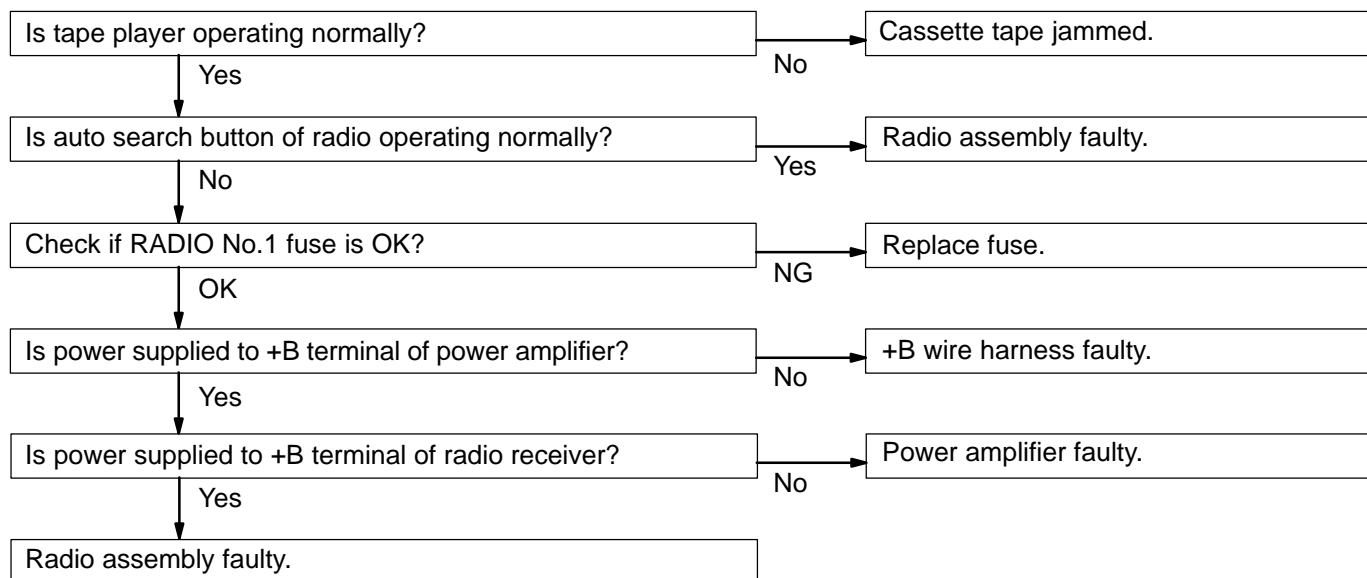 Is tape player operating normally?
Cassette tape jammed.
No
Yes
Is auto search button of radio operating normally?
Radio assembly faulty.
Yes
No
Check if RADIO No.1 fuse is OK?
Replace fuse.
NG
OK
Is power supplied to +B terminal of power amplifier?
+B wire harness faulty.
No
Yes
Is power supplied to +B terminal of radio receiver?
Power amplifier faulty.
No
Yes
Radio assembly faulty.